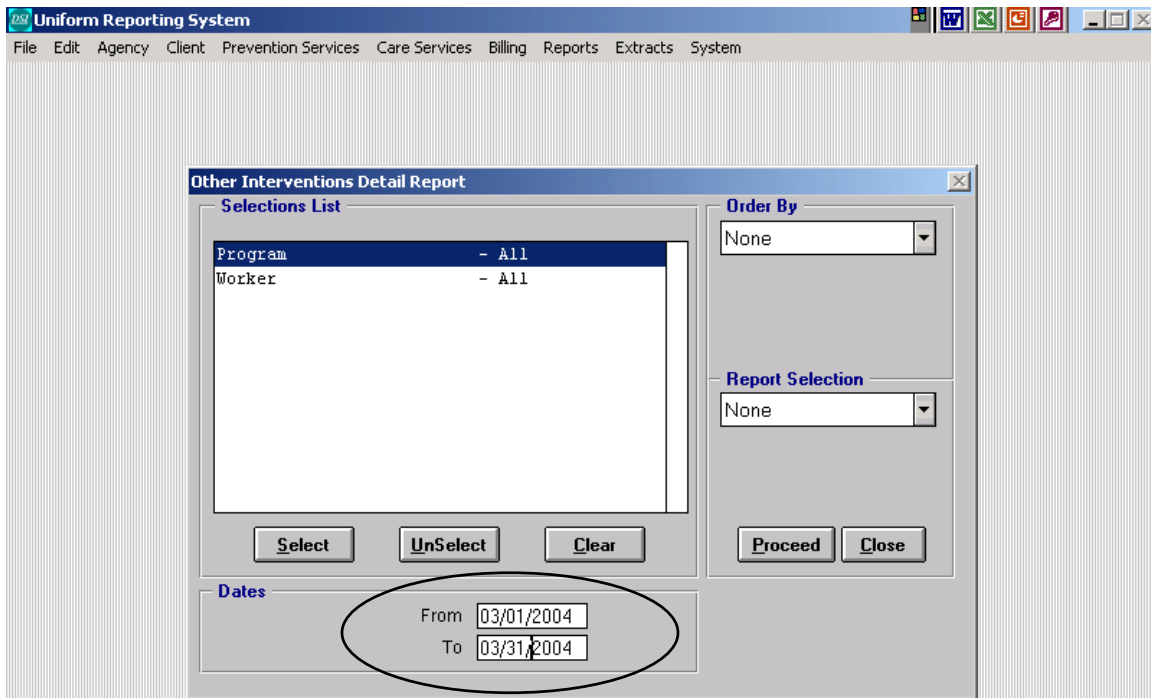 DSI Uniform Reporting System
File Edit Agency Client Prevention Services Care Services Billing Reports Extracts System
Other Interventions Detail Report
Selections List
Program - All
Worker - All
Select UnSelect Clear
Order By
None
Report Selection
None
Proceed Close
Dates
From 03/01/2004
To 03/31/2004